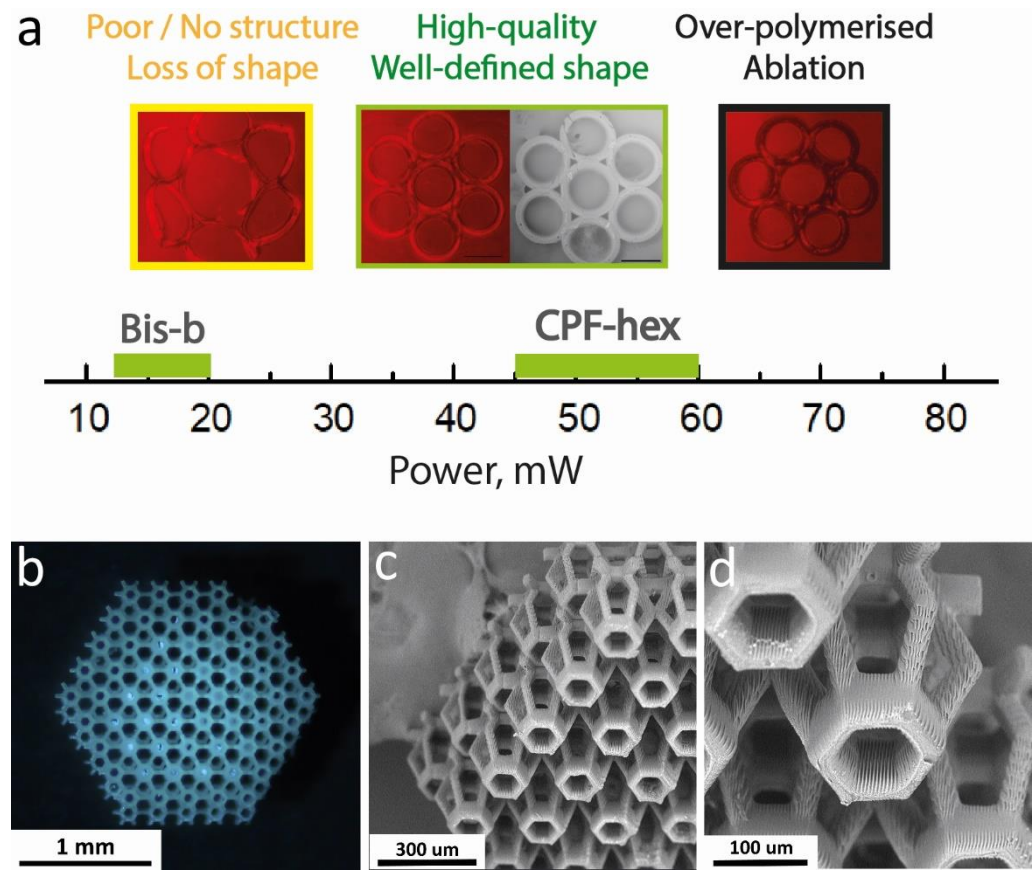 a
Poor / No structure
Loss of shape
High-quality
Well-defined shape
Over-polymerised
Ablation
Bis-b
CPF-hex
10 20 30 40 50 60 70 80
Power, mW
b
1 mm
c
300 um
d
100 um